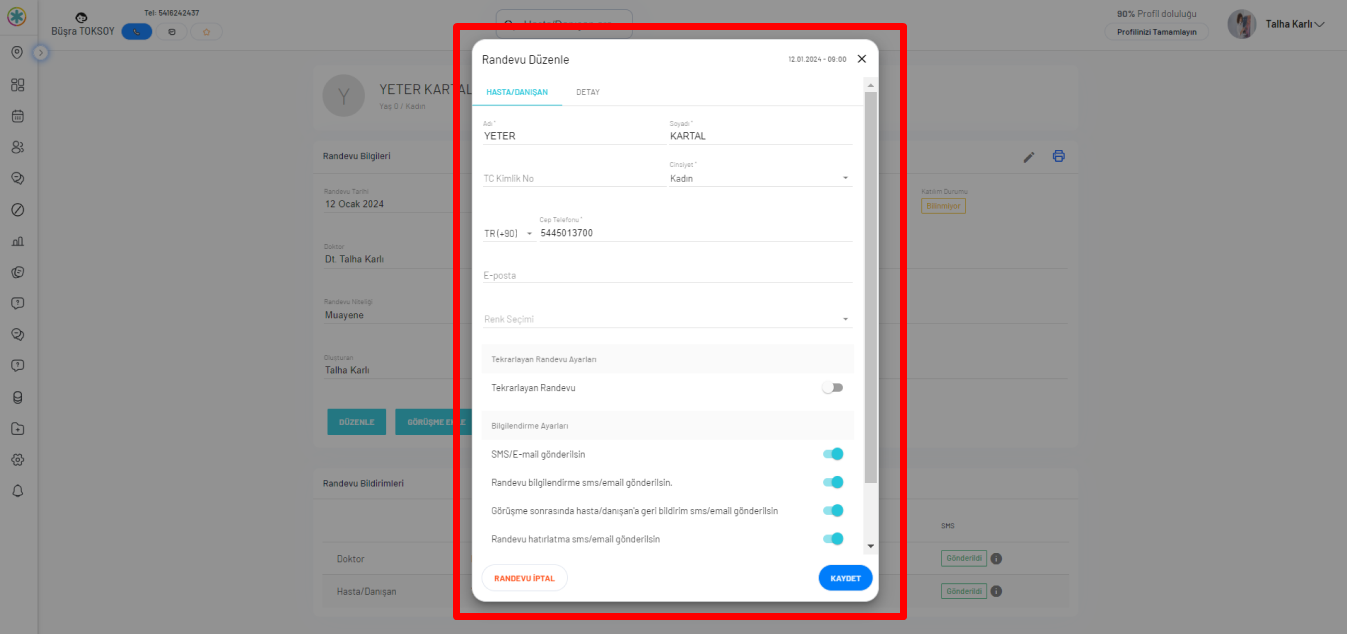 Tel: 5416242437
Büşra TOKSOY
90% Profil doluluğu
Profilinizi Tamamlayın
Talha Karlı
Y
YETER KARTAL
Yaş 0 / Kadın
Randevu Bilgileri
Randevu Tarihi
12 Ocak 2024
Doktor
Dt. Talha Karlı
Randevu Niteliği
Muayene
Oluşturan
Talha Karlı
Katılım Durumu
Bilinmiyor
DÜZENLE
GÖRÜŞME
Randevu Bildirimleri
SMS
Doktor
Gönderildi
Hasta/Danışan
Gönderildi
Randevu Düzenle
12.01.2024 - 09:00
HASTA/DANIŞAN
DETAY
Adı *
YETER
Soyadı *
KARTAL
TC Kimlik No
Cinsiyet *
Kadın
TR (+90)
Cep Telefonu *
5445013700
E-posta
Renk Seçimi
Tekrarlayan Randevu Ayarları
Tekrarlayan Randevu
Bilgilendirme Ayarları
SMS/E-mail gönderilsin
Randevu bilgilendirme sms/email gönderilsin.
Görüşme sonrasında hasta/danışan'a geri bildirim sms/email gönderilsin
Randevu hatırlatma sms/email gönderilsin
RANDEVU İPTAL
KAYDET